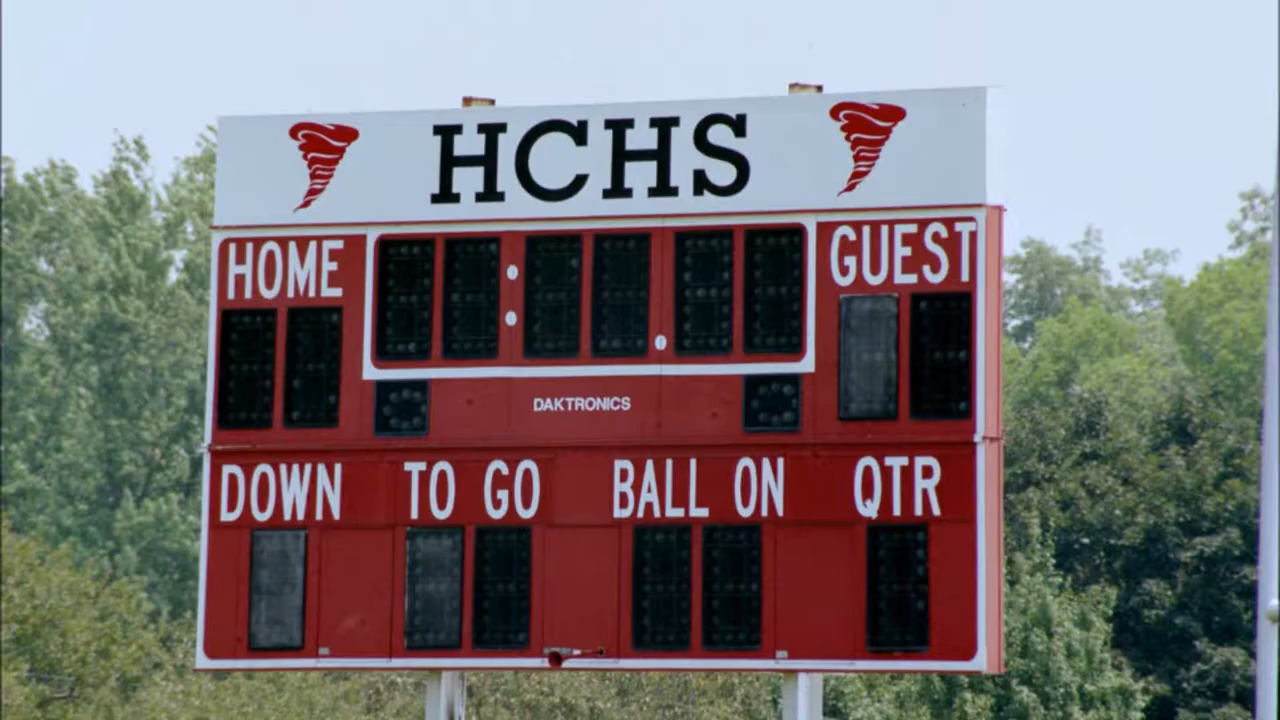 HCHS
HOME
GUEST
DAKTRONICS
DOWN TO GO BALL ON QTR